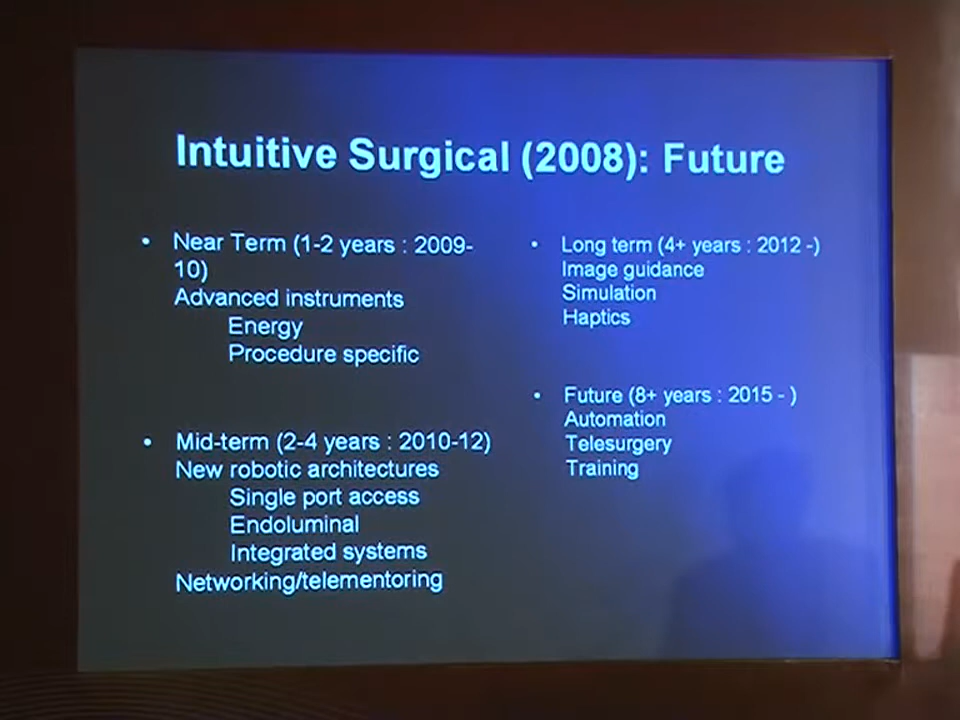 Intuitive Surgical (2008): Future
• Near Term (1-2 years : 2009-
10)
Advanced instruments
Energy
Procedure specific
• Mid-term (2-4 years : 2010-12)
New robotic architectures
Single port access
Endoluminal
Integrated systems
Networking/telementoring
• Long term (4+ years : 2012 -)
Image guidance
Simulation
Haptics
• Future (8+ years : 2015 - )
Automation
Telesurgery
Training